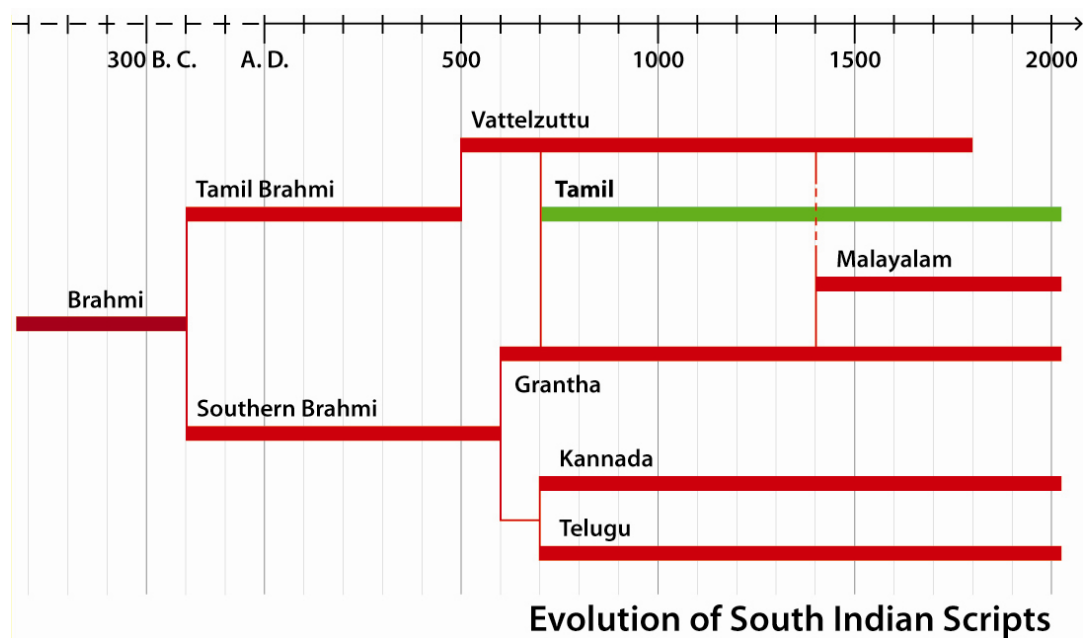 300 B. C. A. D. 500 1000 1500 2000
Vattelzuttu
Tamil Brahmi Tamil
Malayalam
Brahmi
Grantha
Southern Brahmi
Kannada
Telugu
Evolution of South Indian Scripts